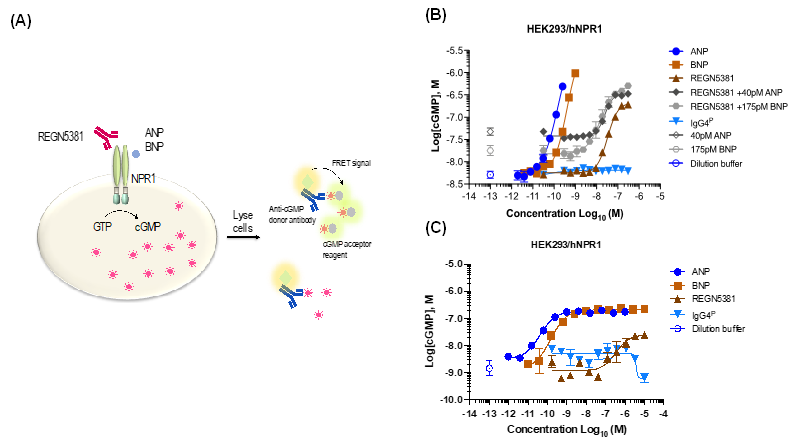 (A)
REGN5381
ANP
BNP
NPR1
GTP
cGMP
Lyse
cells
FRET signal
Anti-cGMP
donor antibody
cGMP acceptor
reagent
(B)
HEK293/hNPR1
Log[cGMP], M
-5.5
-6.0
-6.5
-7.0
-7.5
-8.0
-8.5
-14 -13 -12 -11 -10 -9 -8 -7 -6 -5
Concentration Log10 (M)
ANP
BNP
REGN5381
REGN5381 +40pM ANP
REGN5381 +175pM BNP
IgG4P
40pM ANP
175pM BNP
Dilution buffer
(C)
HEK293/hNPR1
Log[cGMP], M
-5.0
-6.0
-7.0
-8.0
-9.0
-10.0
-14 -13 -12 -11 -10 -9 -8 -7 -6 -5 -4
Concentration Log10 (M)
ANP
BNP
REGN5381
IgG4P
Dilution buffer